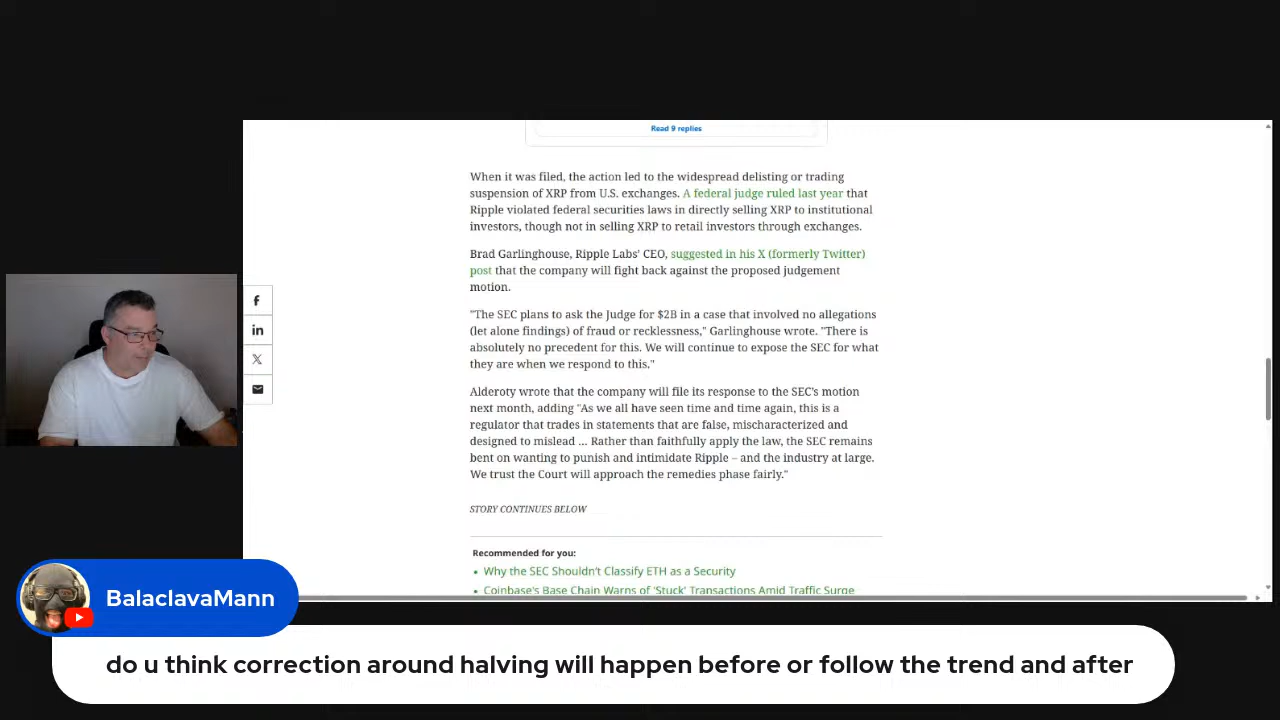 Read 9 replies
When it was filed, the action led to the widespread delisting or trading
suspension of XRP from U.S. exchanges. A federal judge ruled last year that
Ripple violated federal securities laws in directly selling XRP to institutional
investors, though not in selling XRP to retail investors through exchanges.
Brad Garlinghouse, Ripple Labs' CEO, suggested in his X (formerly Twitter)
post that the company will fight back against the proposed judgement
motion.
"The SEC plans to ask the Judge for $2B in a case that involved no allegations
(let alone findings) of fraud or recklessness," Garlinghouse wrote. "There is
absolutely no precedent for this. We will continue to expose the SEC for what
they are when we respond to this."
Alderoty wrote that the company will file its response to the SEC's motion
next month, adding "As we all have seen time and time again, this is a
regulator that trades in statements that are false, mischaracterized and
designed to mislead ... Rather than faithfully apply the law, the SEC remains
bent on wanting to punish and intimidate Ripple – and the industry at large.
We trust the Court will approach the remedies phase fairly."
STORY CONTINUES BELOW
Recommended for you:
• Why the SEC Shouldn't Classify ETH as a Security
• Coinbase's Base Chain Warns of 'Stuck' Transactions Amid Traffic Surge
BalaclavaMann
do u think correction around halving will happen before or follow the trend and after